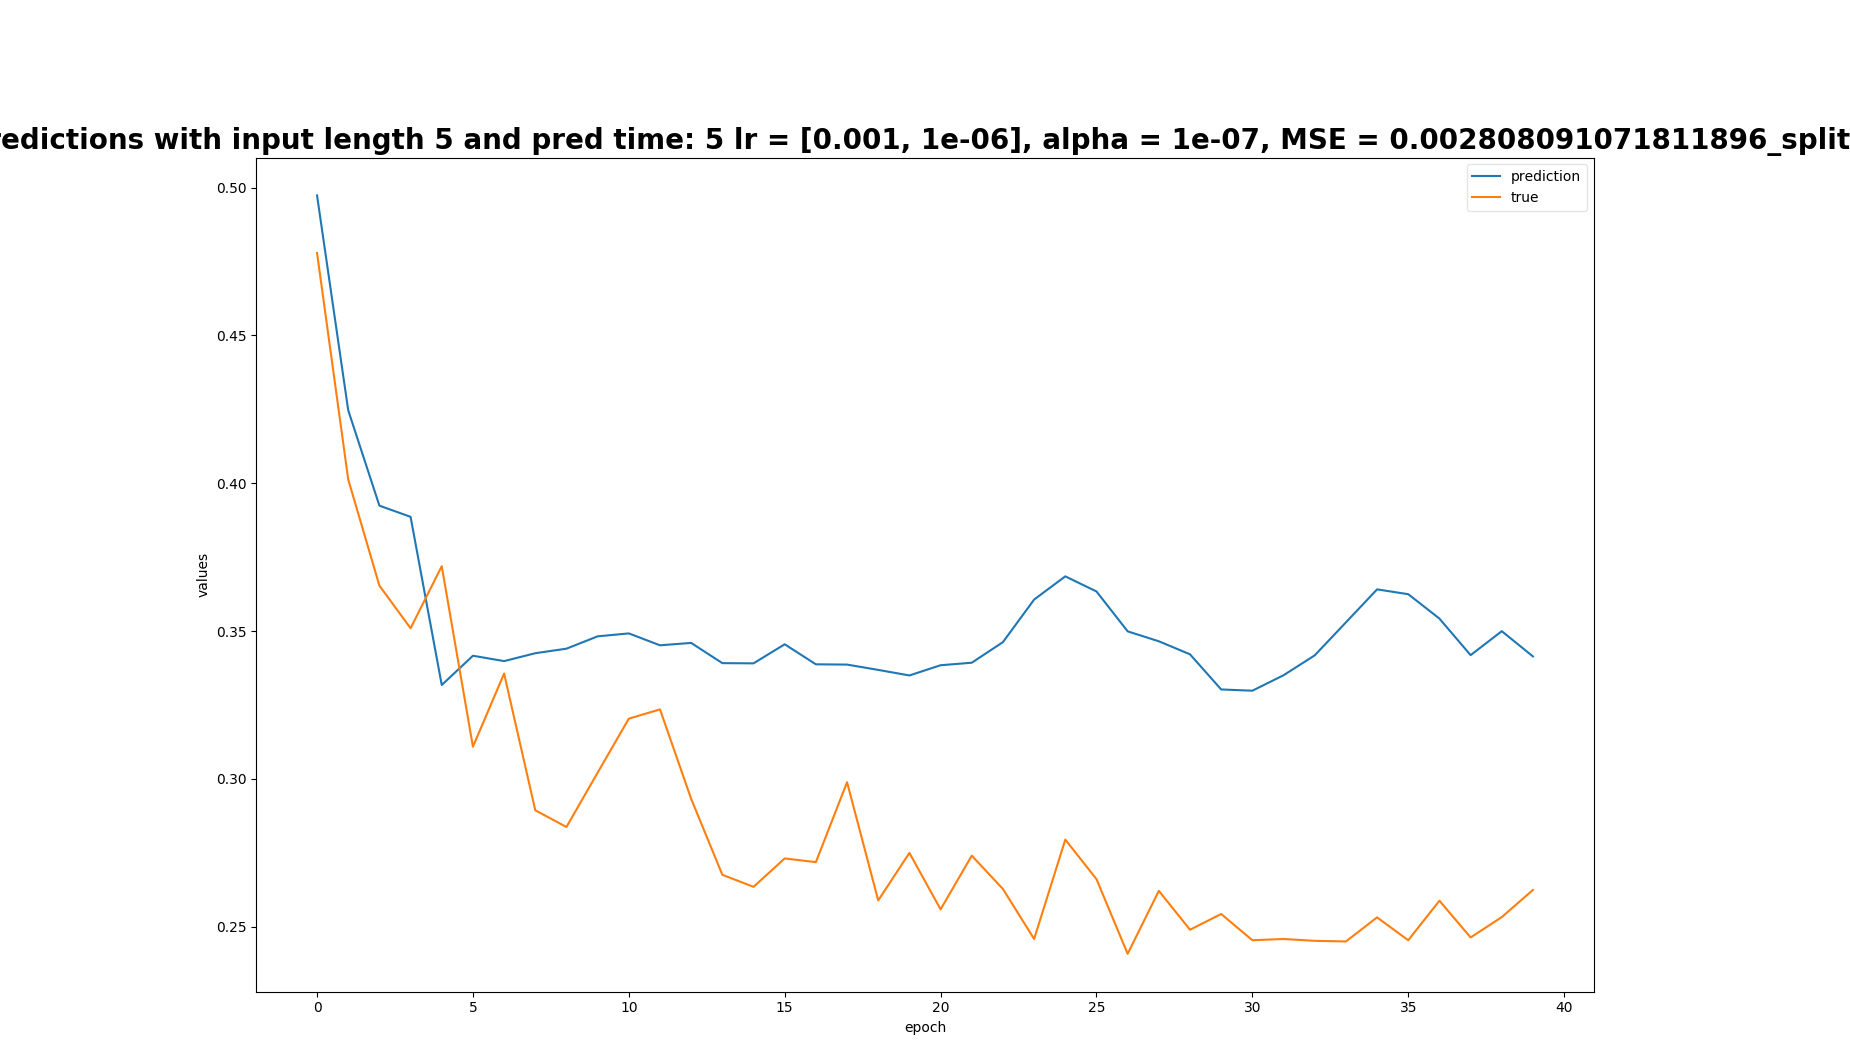 redictions with input length 5 and pred time: 5 lr = [0.001, 1e-06], alpha = 1e-07, MSE = 0.002808091071811896_split
prediction
true
0.50
0.45
0.40
0.35
0.30
0.25
values
0 5 10 15 20 25 30 35 40
epoch